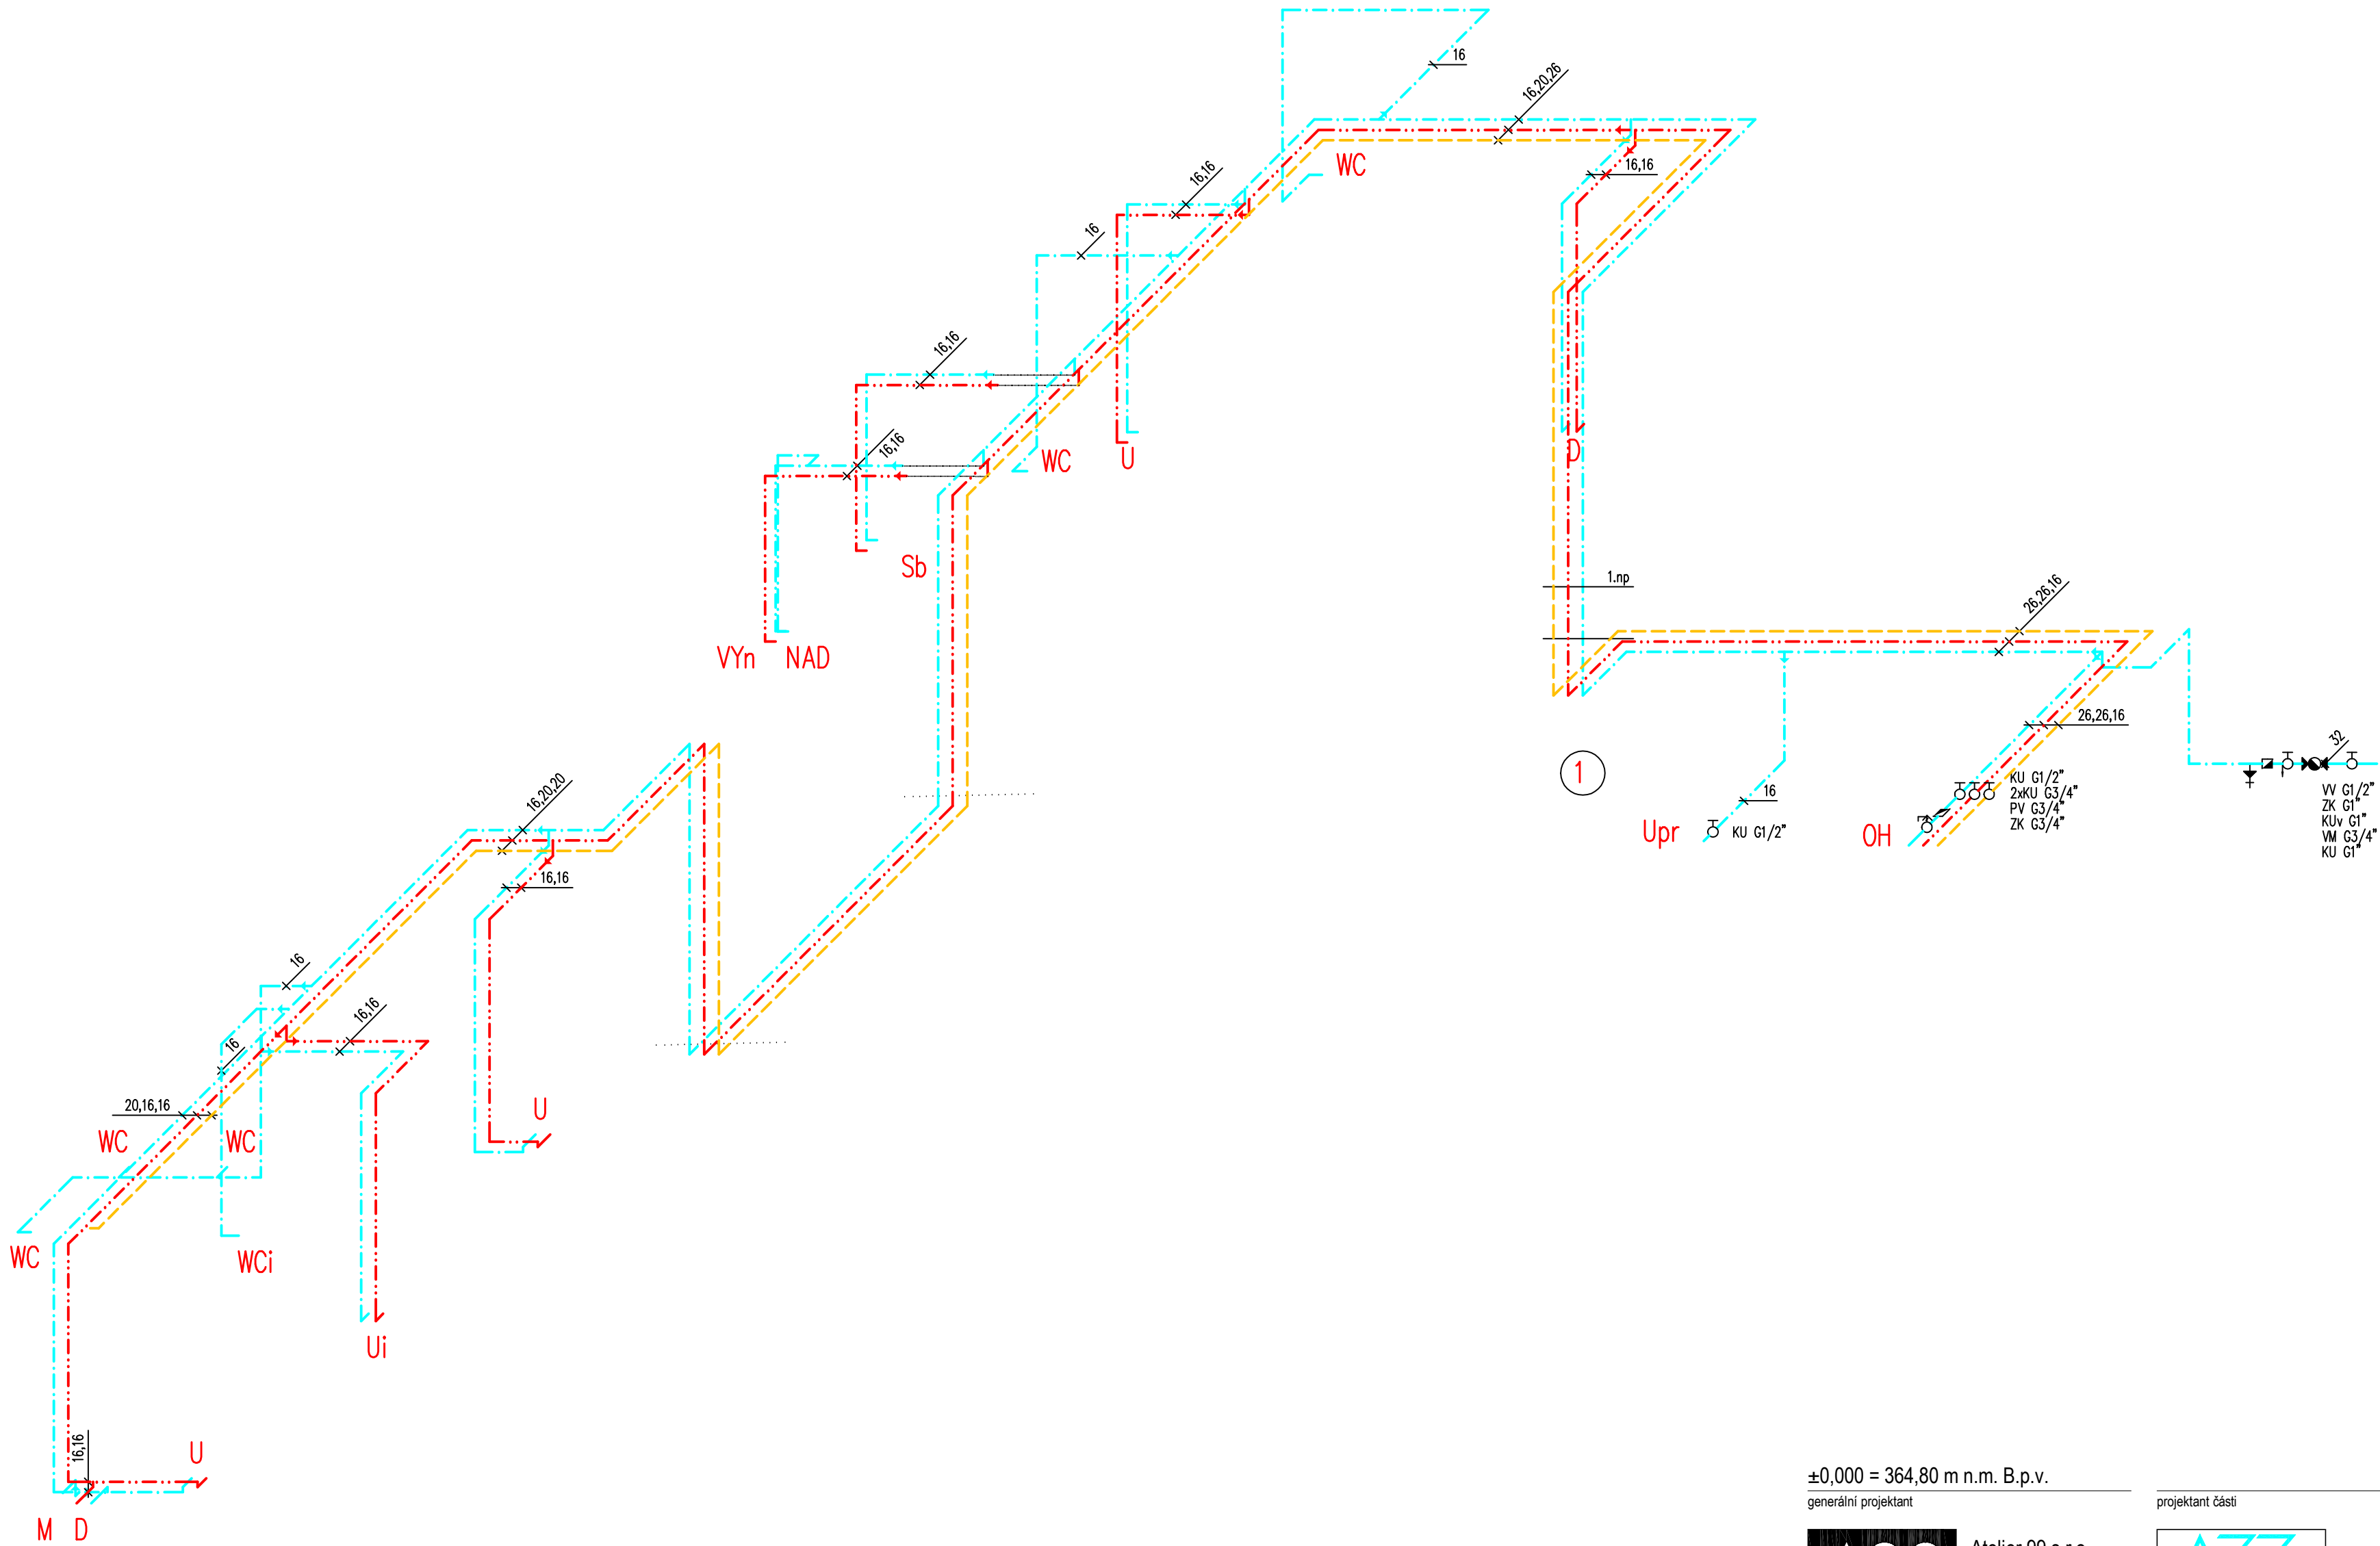 16
16,20,26
WC
16,16
16,16
16
16,16
D
WC
U
16,16
Sb
1.np
26,26,16
VYn
NAD
26,26,16
32
1
KU G1/2"
2xKU G3/4"
PV G3/4"
ZK G3/4"
16
VV G1/2"
ZK G1"
KUv G1"
VM G3/4"
KU G1"
Upr
KU G1/2"
OH
16,20,20
16,16
16
16,16
16
20,16,16
U
WC
WC
WC
WCi
Ui
16,16
U
M
D
±0,000 = 364,80 m n.m. B.p.v.
generální projektant
projektant části